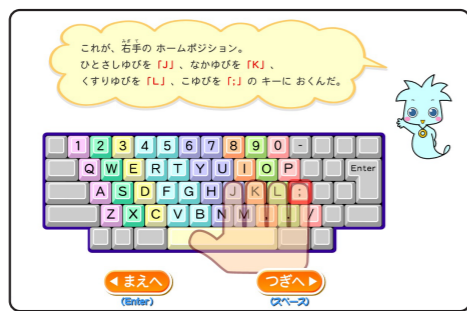 これが、右手の ホームポジション。
ひとさしゆびを「J」、なかゆびを「K」、
くすりゆびを「L」、こゆびを「;」の キーに おくんだ。
1 2 3 4 5 6 7 8 9 0 -
Q W E R T Y U I O P Enter
A S D F G H J K L ;
Z X C V B N M , . /
まえへ つぎへ
(Enter) (スペース)